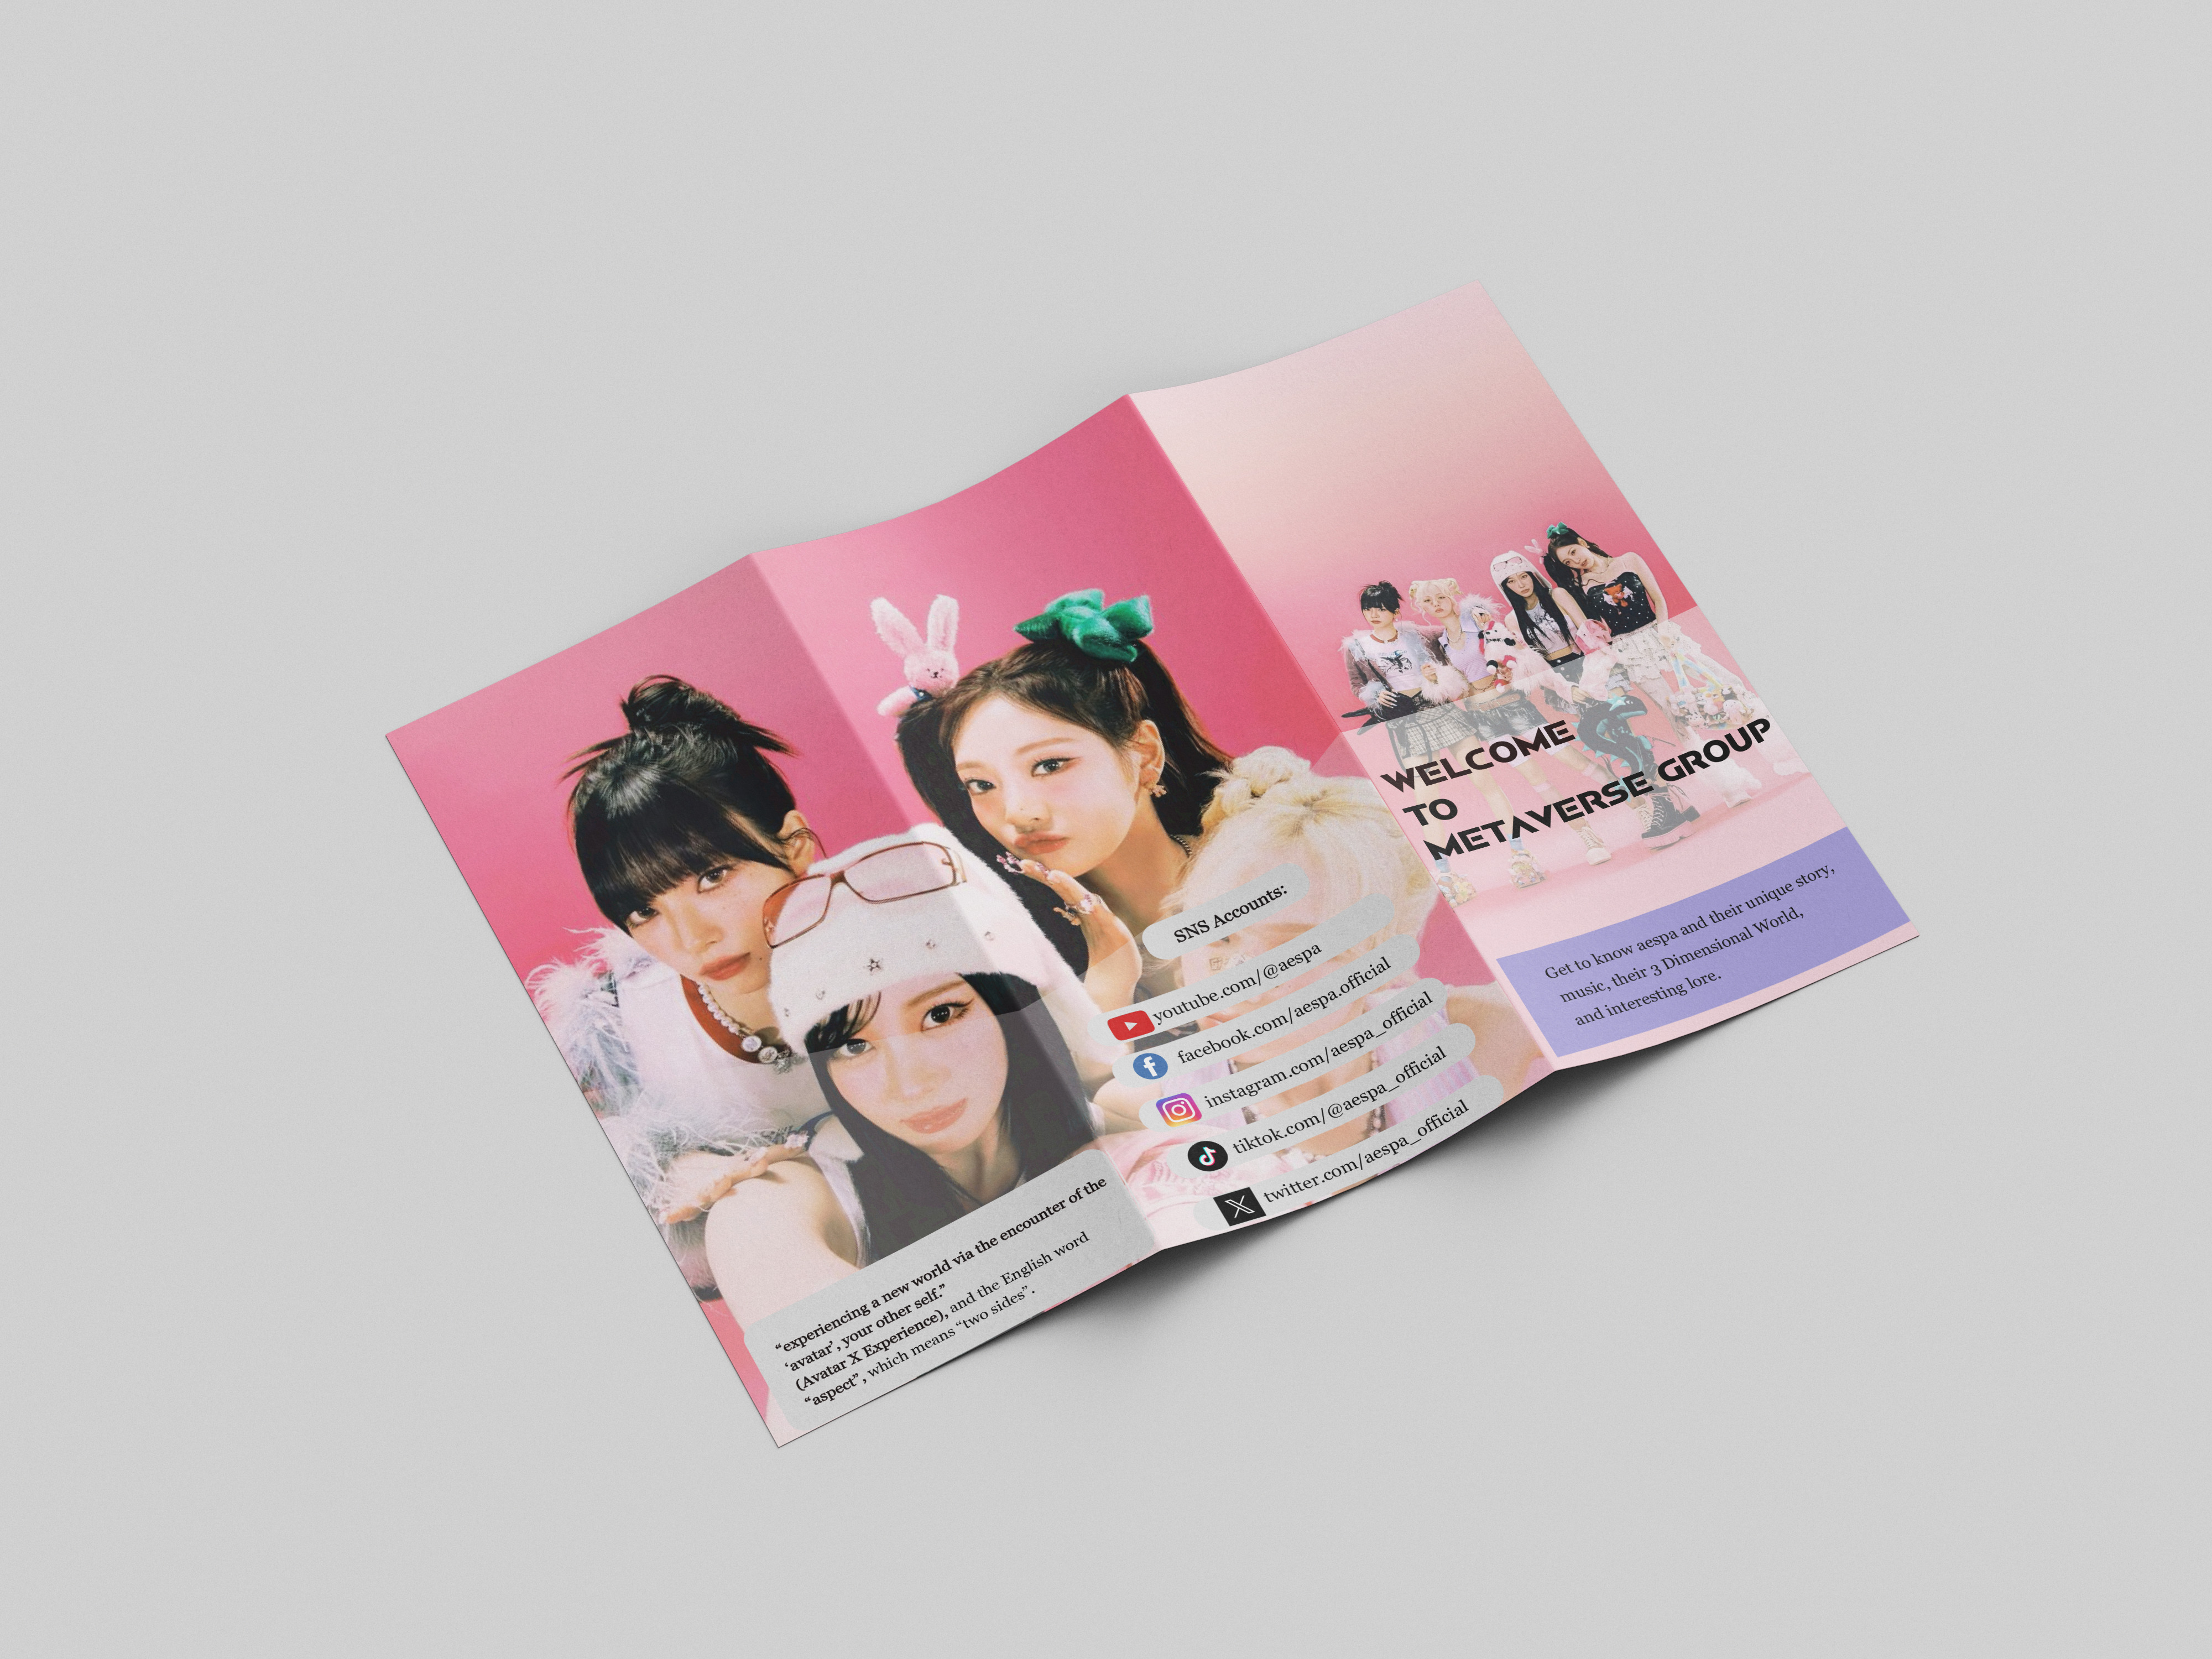 “experiencing a new world via the encounter of the
‘avatar’, your other self.”
(Avatar X Experience), and the English word
“aspect”, which means “two sides”.
SNS Accounts:
youtube.com/@aespa
facebook.com/aespa.official
instagram.com/aespa_official
tiktok.com/@aespa_official
twitter.com/aespa_official
WELCOME
TO
METAVERSE GROUP
Get to know aespa and their unique story,
music, their 3 Dimensional World,
and interesting lore.